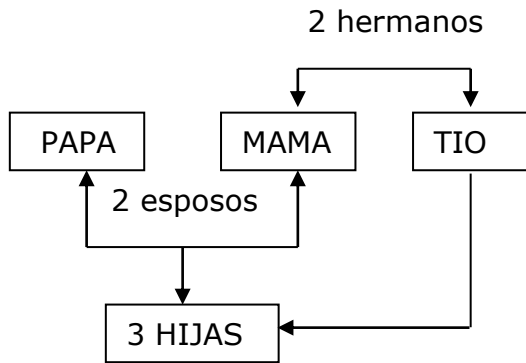 2 hermanos
PAPA
MAMA
TIO
2 esposos
3 HIJAS